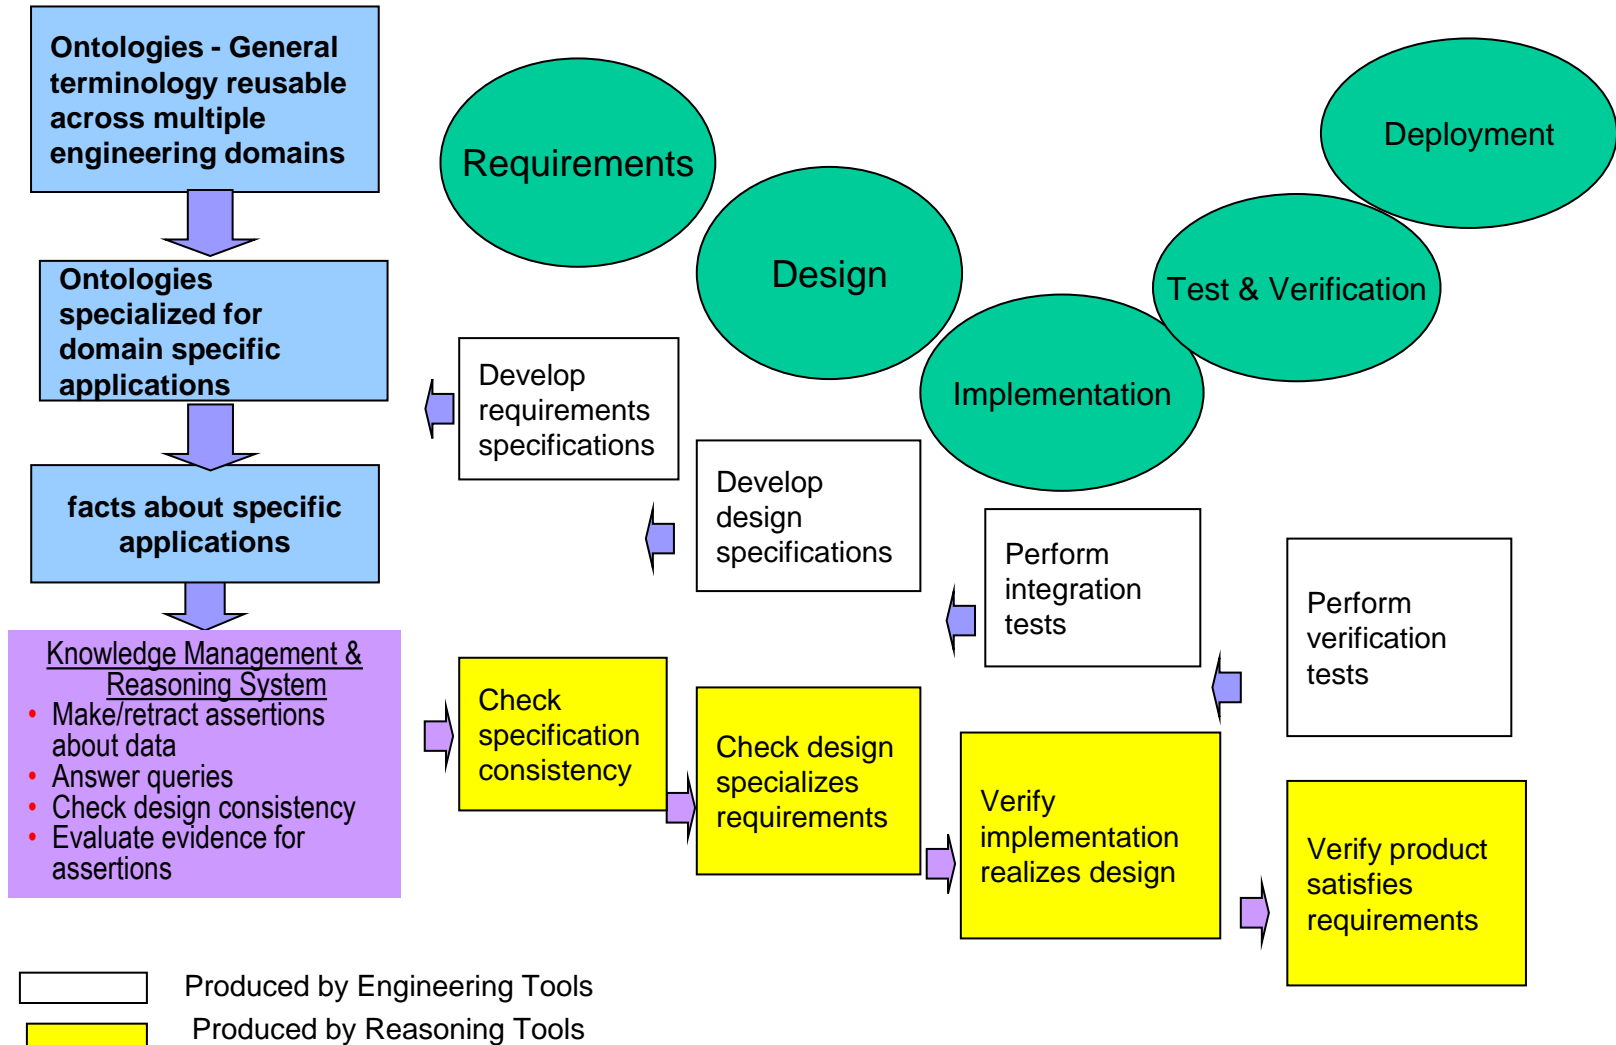 Ontologies - General
terminology reusable
across multiple
engineering domains
Ontologies
specialized for
domain specific
applications
facts about specific
applications
Knowledge Management &
Reasoning System
• Make/retract assertions
about data
• Answer queries
• Check design consistency
• Evaluate evidence for
assertions
Requirements
Design
Implementation
Test & Verification
Deployment
Develop
requirements
specifications
Develop
design
specifications
Perform
integration
tests
Perform
verification
tests
Check
specification
consistency
Check design
specializes
requirements
Verify
implementation
realizes design
Verify product
satisfies
requirements
Produced by Engineering Tools
Produced by Reasoning Tools